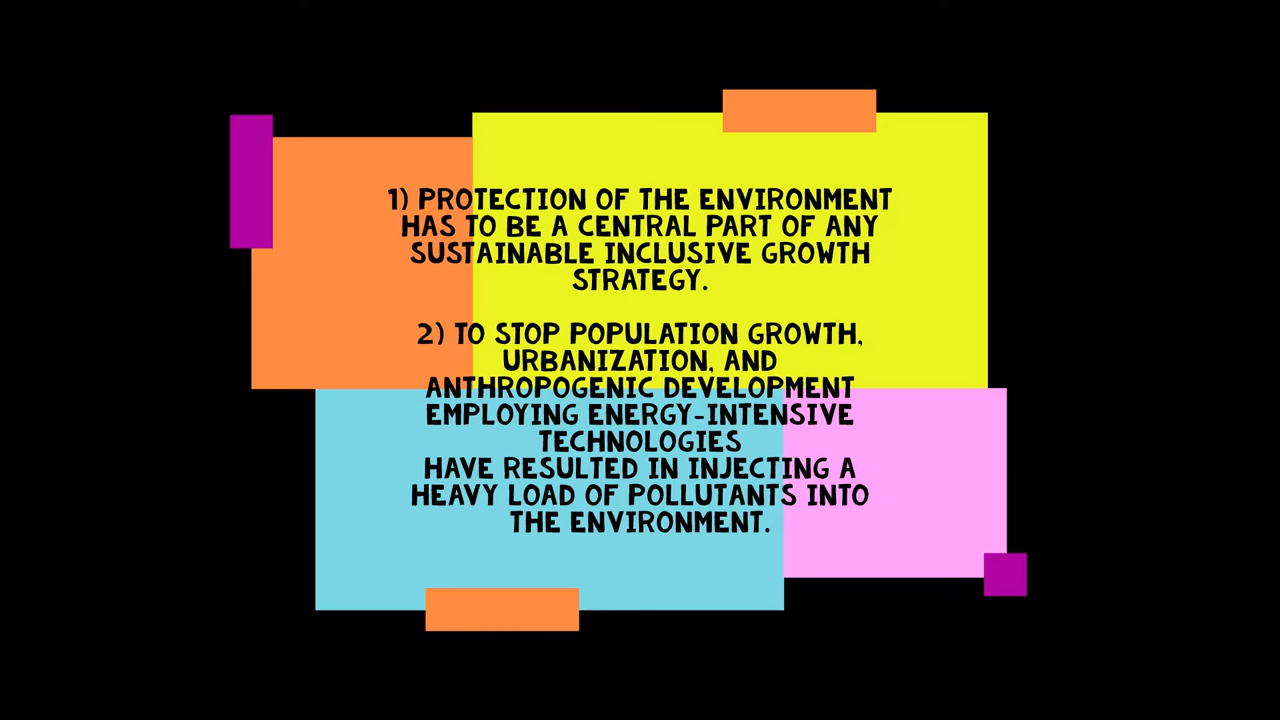 1) PROTECTION OF THE ENVIRONMENT
HAS TO BE A CENTRAL PART OF ANY
SUSTAINABLE INCLUSIVE GROWTH
STRATEGY.
2) TO STOP POPULATION GROWTH,
URBANIZATION, AND
ANTHROPOGENIC DEVELOPMENT
EMPLOYING ENERGY-INTENSIVE
TECHNOLOGIES
HAVE RESULTED IN INJECTING A
HEAVY LOAD OF POLLUTANTS INTO
THE ENVIRONMENT.